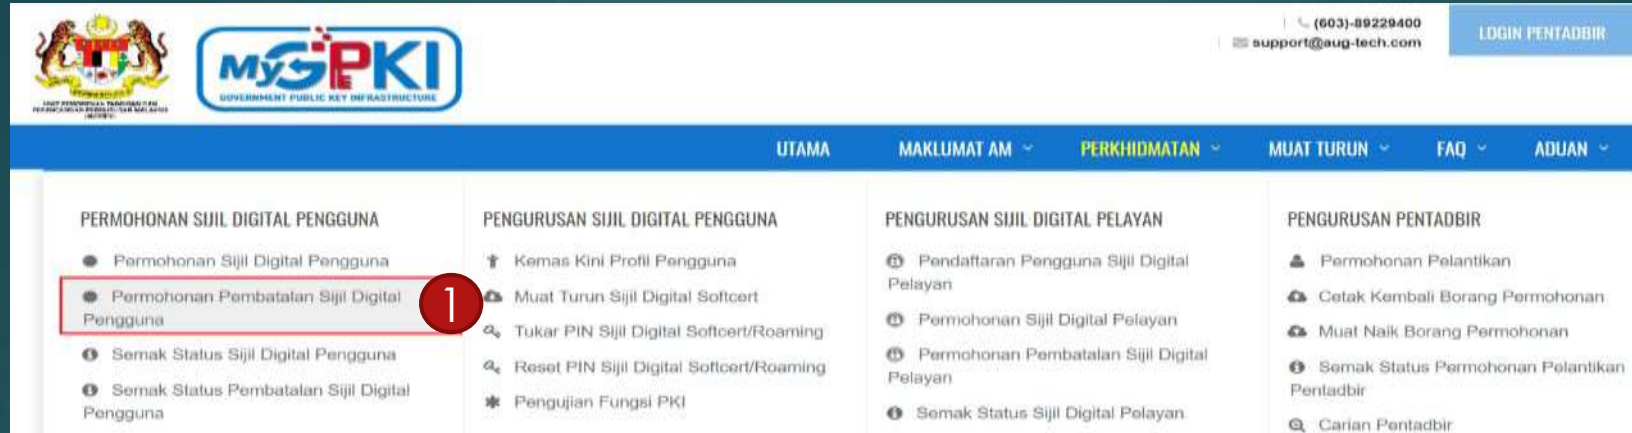 (603)-89229400
support@aug-tech.com
LOGIN PENTADBIR
MyGPKI
GOVERNMENT PUBLIC KEY INFRASTRUCTURE
UTAMA
MAKLUMAT AM
PERKHIDMATAN
MUAT TURUN
FAQ
ADUAN
PERMOHONAN SIJIL DIGITAL PENGGUNA
Permohonan Sijil Digital Pengguna
Permohonan Pembatalan Sijil Digital
Pengguna
1
Semak Status Sijil Digital Pengguna
Semak Status Pembatalan Sijil Digital
Pengguna
PENGURUSAN SIJIL DIGITAL PENGGUNA
Kemas Kini Profil Pengguna
Muat Turun Sijil Digital Softcert
Tukar PIN Sijil Digital Softcert/Roaming
Reset PIN Sijil Digital Softcert/Roaming
Pengujian Fungsi PKI
PENGURUSAN SIJIL DIGITAL PELAYAN
Pendaftaran Pengguna Sijil Digital
Pelayan
Permohonan Sijil Digital Pelayan
Permohonan Pembatalan Sijil Digital
Pelayan
Semak Status Sijil Digital Pelayan
PENGURUSAN PENTADBIR
Permohonan Pelantikan
Cetak Kembali Borang Permohonan
Muat Naik Borang Permohonan
Semak Status Permohonan Pelantikan
Pentadbir
Carian Pentadbir